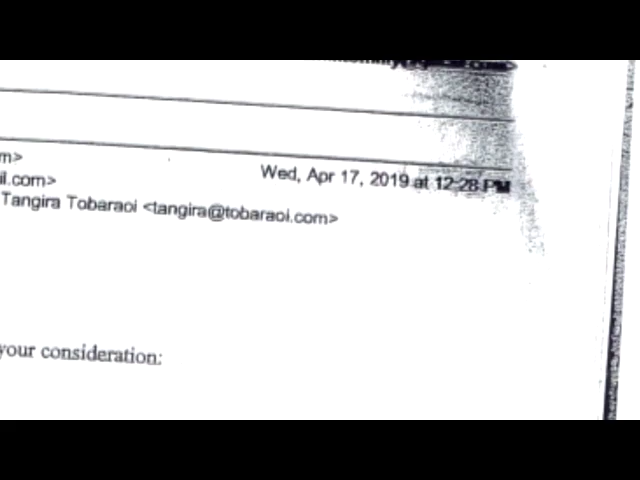 m>
Wed, Apr 17, 2019 at 12:28 PM
il.com>
Tangira Tobaraoi <tangira@tobaraoi.com>
your consideration: